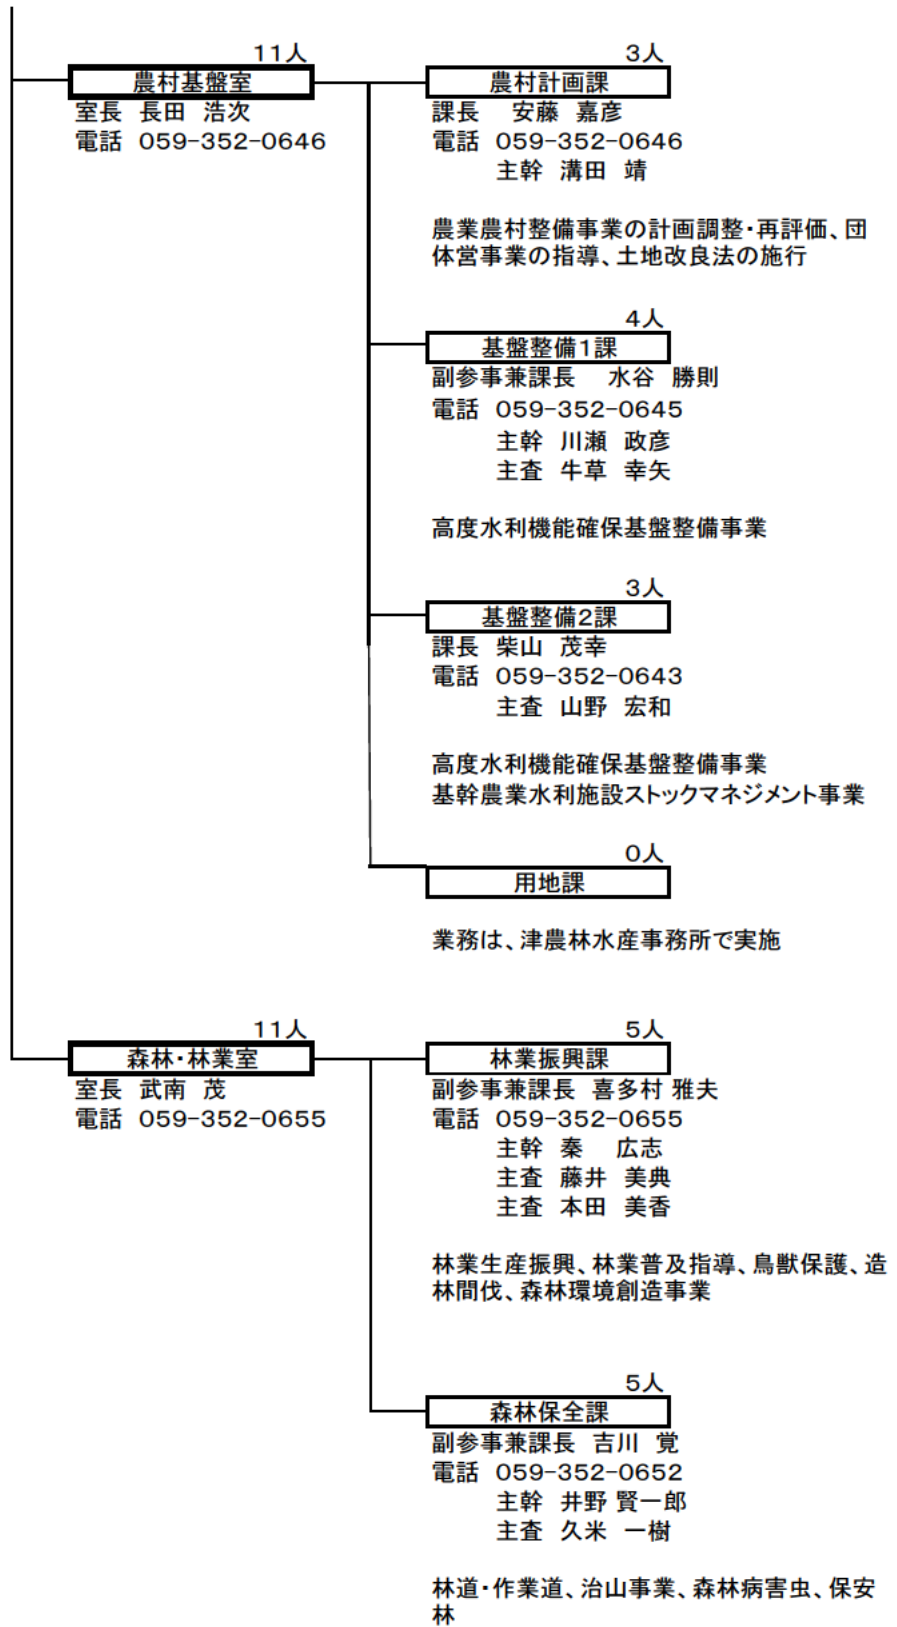 11人
農村基盤室
室長 長田 浩次
電話 059-352-0646
3人
農村計画課
課長 安藤 嘉彦
電話 059-352-0646
主幹 溝田 靖
農業農村整備事業の計画調整・再評価、団
体営事業の指導、土地改良法の施行
4人
基盤整備1課
副参事兼課長 水谷 勝則
電話 059-352-0645
主幹 川瀬 政彦
主査 牛草 幸矢
高度水利機能確保基盤整備事業
3人
基盤整備2課
課長 柴山 茂幸
電話 059-352-0643
主査 山野 宏和
高度水利機能確保基盤整備事業
基幹農業水利施設ストックマネジメント事業
0人
用地課
業務は、津農林水産事務所で実施
11人
森林・林業室
室長 武南 茂
電話 059-352-0655
5人
林業振興課
副参事兼課長 喜多村 雅夫
電話 059-352-0655
主幹 秦 広志
主査 藤井 美典
主査 本田 美香
林業生産振興、林業普及指導、鳥獣保護、造
林間伐、森林環境創造事業
5人
森林保全課
副参事兼課長 吉川 覚
電話 059-352-0652
主幹 井野 賢一郎
主査 久米 一樹
林道・作業道、治山事業、森林病害虫、保安
林